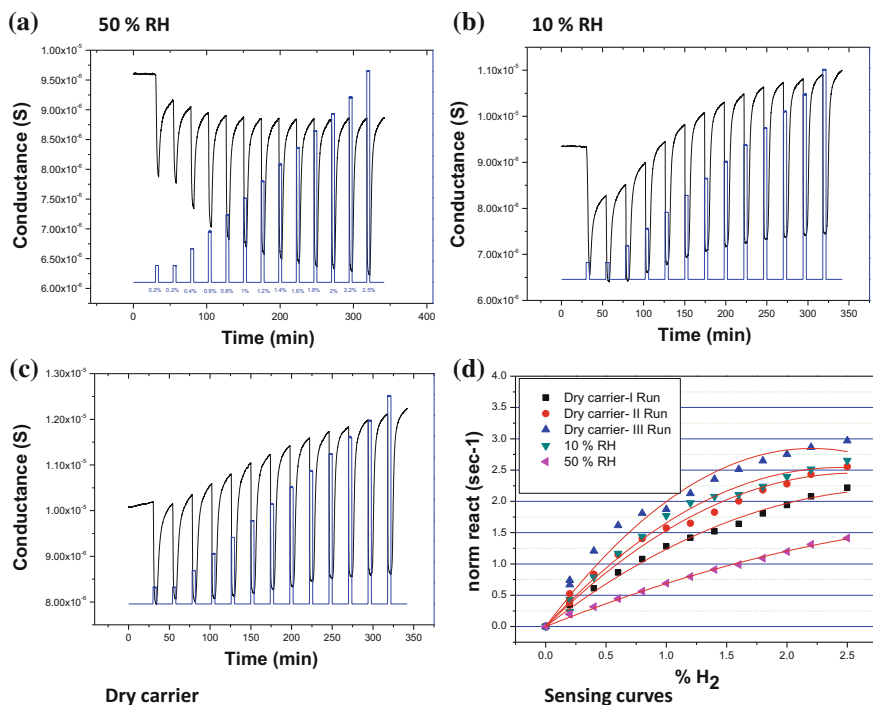 (a) 50 % RH
1.00x10⁻⁵
9.50x10⁻⁶
9.00x10⁻⁶
8.50x10⁻⁶
8.00x10⁻⁶
7.50x10⁻⁶
7.00x10⁻⁶
6.50x10⁻⁶
6.00x10⁻⁶
Conductance (S)
0.2% 0.2% 0.4% 0.6% 0.8% 1% 1.2% 1.4% 1.6% 1.8% 2% 2.2% 2.5%
0 100 200 300 400
Time (min)
(b) 10 % RH
1.10x10⁻⁵
9.00x10⁻⁶
8.00x10⁻⁶
7.00x10⁻⁶
6.00x10⁻⁶
Conductance (S)
0 50 100 150 200 250 300 350
Time (min)
(c)
1.30x10⁻⁵
1.20x10⁻⁵
1.10x10⁻⁵
1.00x10⁻⁵
9.00x10⁻⁶
8.00x10⁻⁶
Conductance (S)
0 25 50 75 100 125 150 175 200 225 250 275 300 325 350
Time (min)
Dry carrier
(d)
4.0
3.5
3.0
2.5
2.0
1.5
1.0
0.5
0.0
norm react (sec-1)
Dry carrier-I Run
Dry carrier- II Run
Dry carrier- III Run
10 % RH
50 % RH
0.0 0.5 1.0 1.5 2.0 2.5
% H₂
Sensing curves